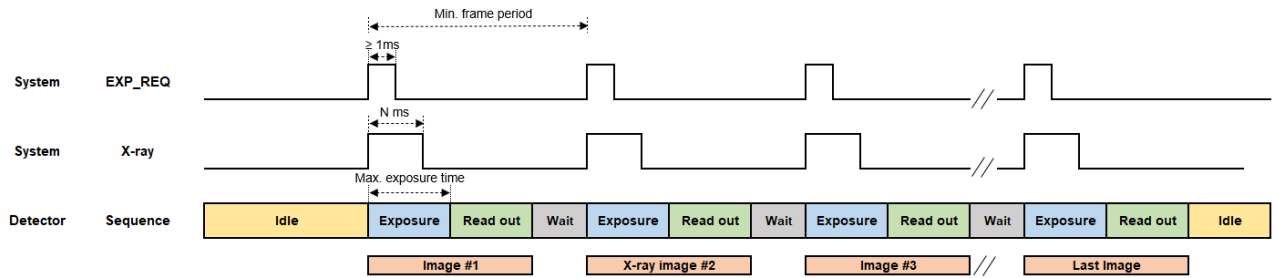 Min. frame period
≥ 1ms
System EXP_REQ
N ms
System X-ray
Max. exposure time
Detector Sequence Idle Exposure Read out Wait Exposure Read out Wait Exposure Read out Wait Exposure Read out Idle
Image #1 X-ray image #2 Image #3 Last Image